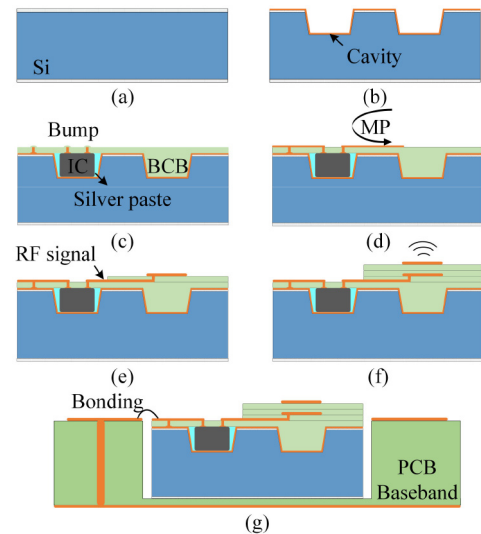 Si
Cavity
(a)
(b)
Bump
IC
BCB
Silver paste
(c)
MP
(d)
RF signal
(e)
(f)
Bonding
PCB
Baseband
(g)